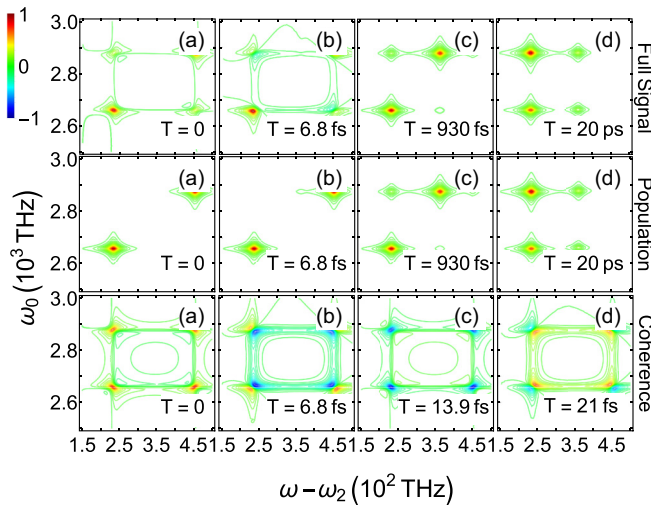 1
0
−1
3.0
2.8
2.6
(a) (b) (c) (d)
T = 0 T = 6.8 fs T = 930 fs T = 20 ps
Full Signal
3.0
2.8
2.6
(a) (b) (c) (d)
T = 0 T = 6.8 fs T = 930 fs T = 20 ps
Population
3.0
2.8
2.6
(a) (b) (c) (d)
T = 0 T = 6.8 fs T = 13.9 fs T = 21 fs
Coherence
1.5 2.5 3.5 4.5 1.5 2.5 3.5 4.5 1.5 2.5 3.5 4.5 1.5 2.5 3.5 4.5
ω₀ (10³ THz)
ω − ω₂ (10² THz)